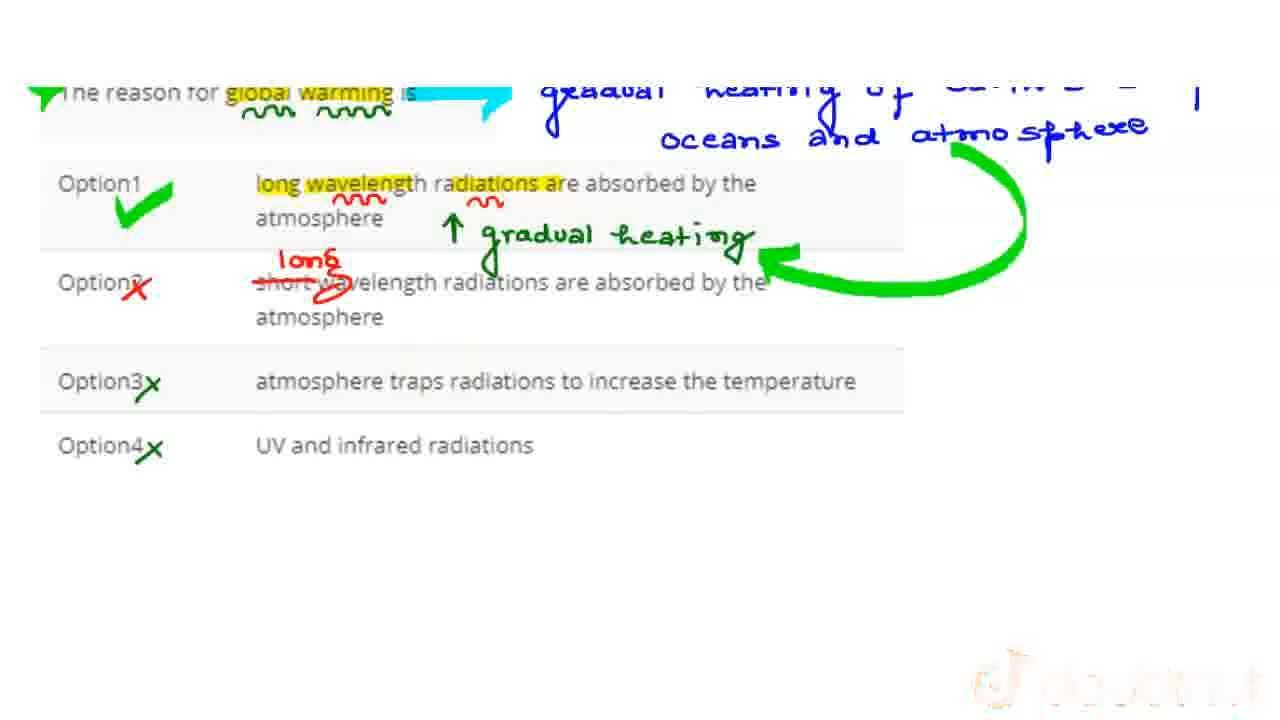 The reason for global warming is
gradual heating of
oceans and atmosphere
Option1
long wavelength radiations are absorbed by the
atmosphere
↑ gradual heating
long
Option2
short wavelength radiations are absorbed by the
atmosphere
Option3
atmosphere traps radiations to increase the temperature
Option4
UV and infrared radiations
doubtnut